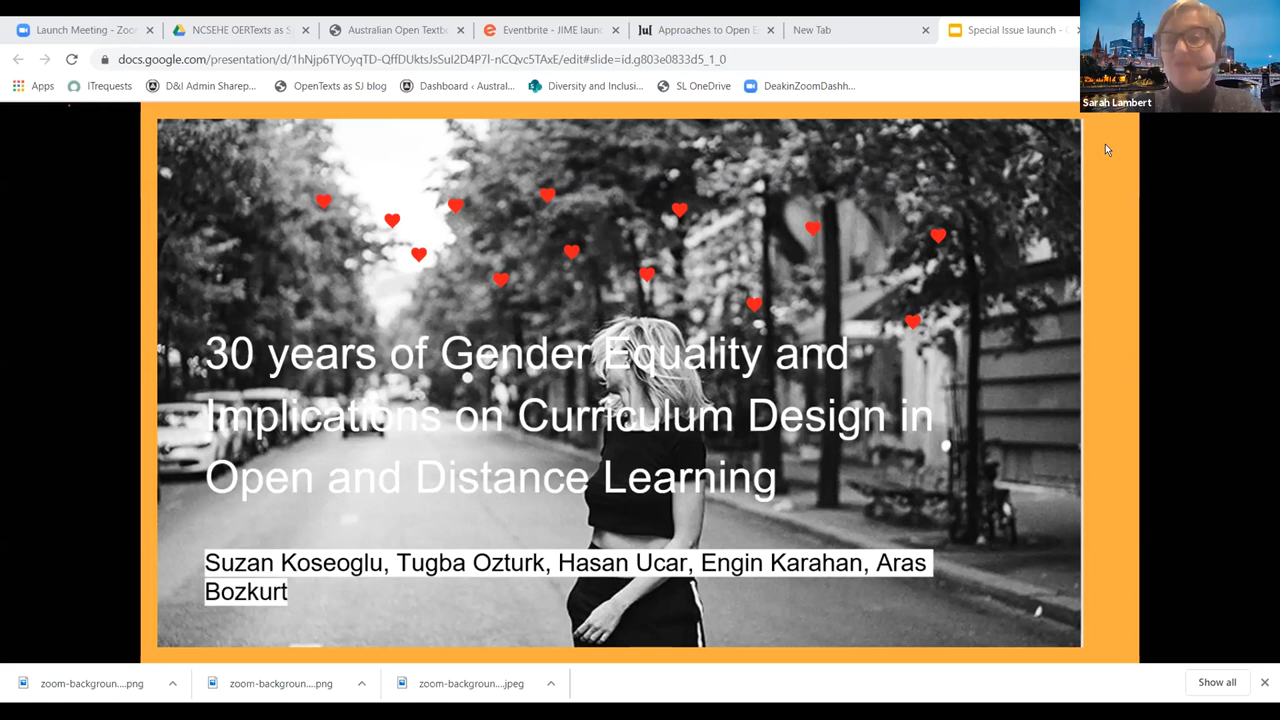 Launch Meeting - Zoo
NCSEHE OERTexts as S
Australian Open Textb
Eventbrite - JIME laun
Approaches to Open E
New Tab
Special Issue launch - 
docs.google.com/presentation/d/
/edit#slide=id.g803e0833d5_1_0
Apps
ITrequests
D&I Admin Sharep...
OpenTexts as SJ blog
shboard ‹ Austral...
Diversity and Inclusi...
SL OneDrive
DeakinZoomDashh...
Sarah Lambert
30 years of Gender Equality and
Implications on Curriculum Design in
Open and Distance Learning
Suzan Koseoglu, Tugba Ozturk, Hasan Ucar, Engin Karahan, Aras
Bozkurt
zoom-backgroun....png
zoom-backgroun....png
zoom-backgroun....jpeg
Show all